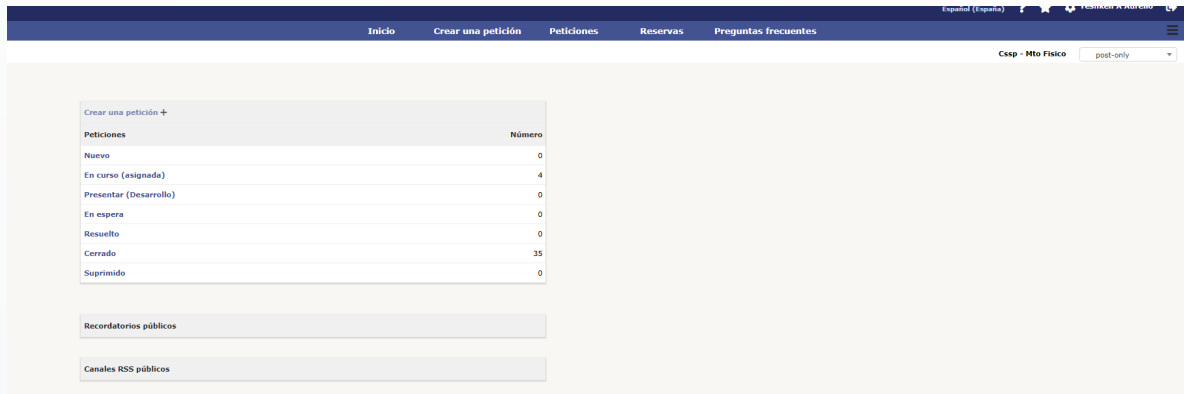 Español (España) ? Teshken A Aurelio
Inicio Crear una petición Peticiones Reservas Preguntas frecuentes
Cssp - Mto Fisico post-only
Crear una petición +
Peticiones Número
Nuevo 0
En curso (asignada) 4
Presentar (Desarrollo) 0
En espera 0
Resuelto 0
Cerrado 35
Suprimido 0
Recordatorios públicos
Canales RSS públicos